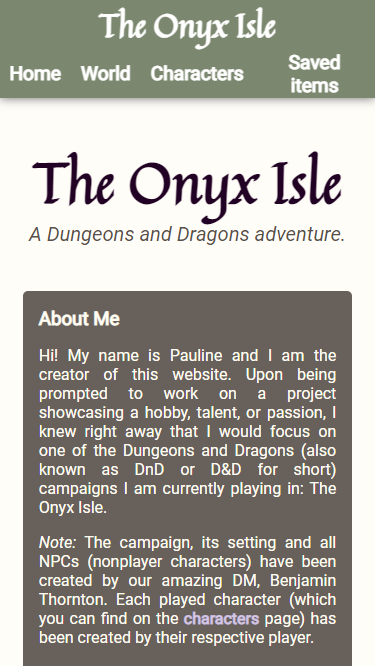 The Onyx Isle
Home World Characters Saved
items
The Onyx Isle
A Dungeons and Dragons adventure.
About Me
Hi! My name is Pauline and I am the
creator of this website. Upon being
prompted to work on a project
showcasing a hobby, talent, or passion, I
knew right away that I would focus on
one of the Dungeons and Dragons (also
known as DnD or D&D for short)
campaigns I am currently playing in: The
Onyx Isle.
Note: The campaign, its setting and all
NPCs (nonplayer characters) have been
created by our amazing DM, Benjamin
Thornton. Each played character (which
you can find on the characters page) has
been created by their respective player.